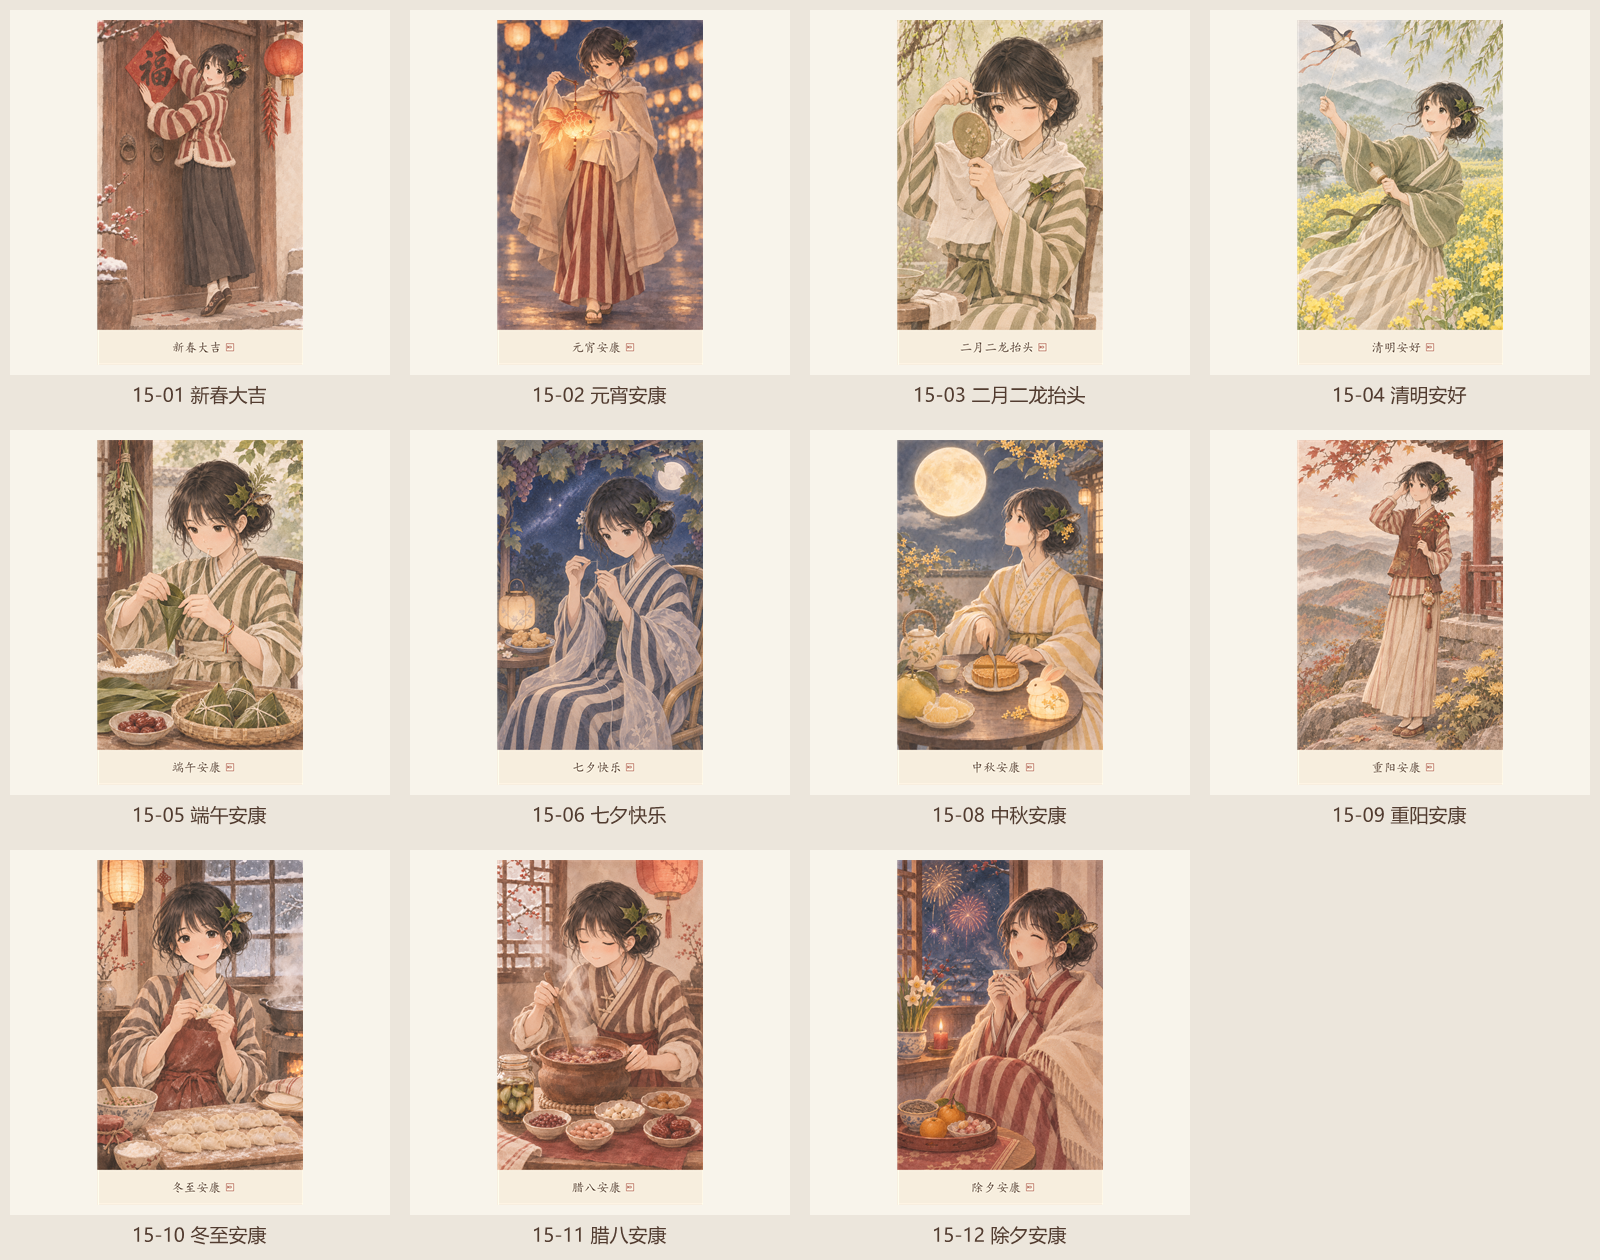 福
新春大吉
15-01 新春大吉
元宵安康
15-02 元宵安康
二月二龙抬头
15-03 二月二龙抬头
清明安好
15-04 清明安好
端午安康
15-05 端午安康
七夕快乐
15-06 七夕快乐
中秋安康
15-08 中秋安康
重阳安康
15-09 重阳安康
冬至安康
15-10 冬至安康
腊八安康
15-11 腊八安康
除夕安康
15-12 除夕安康